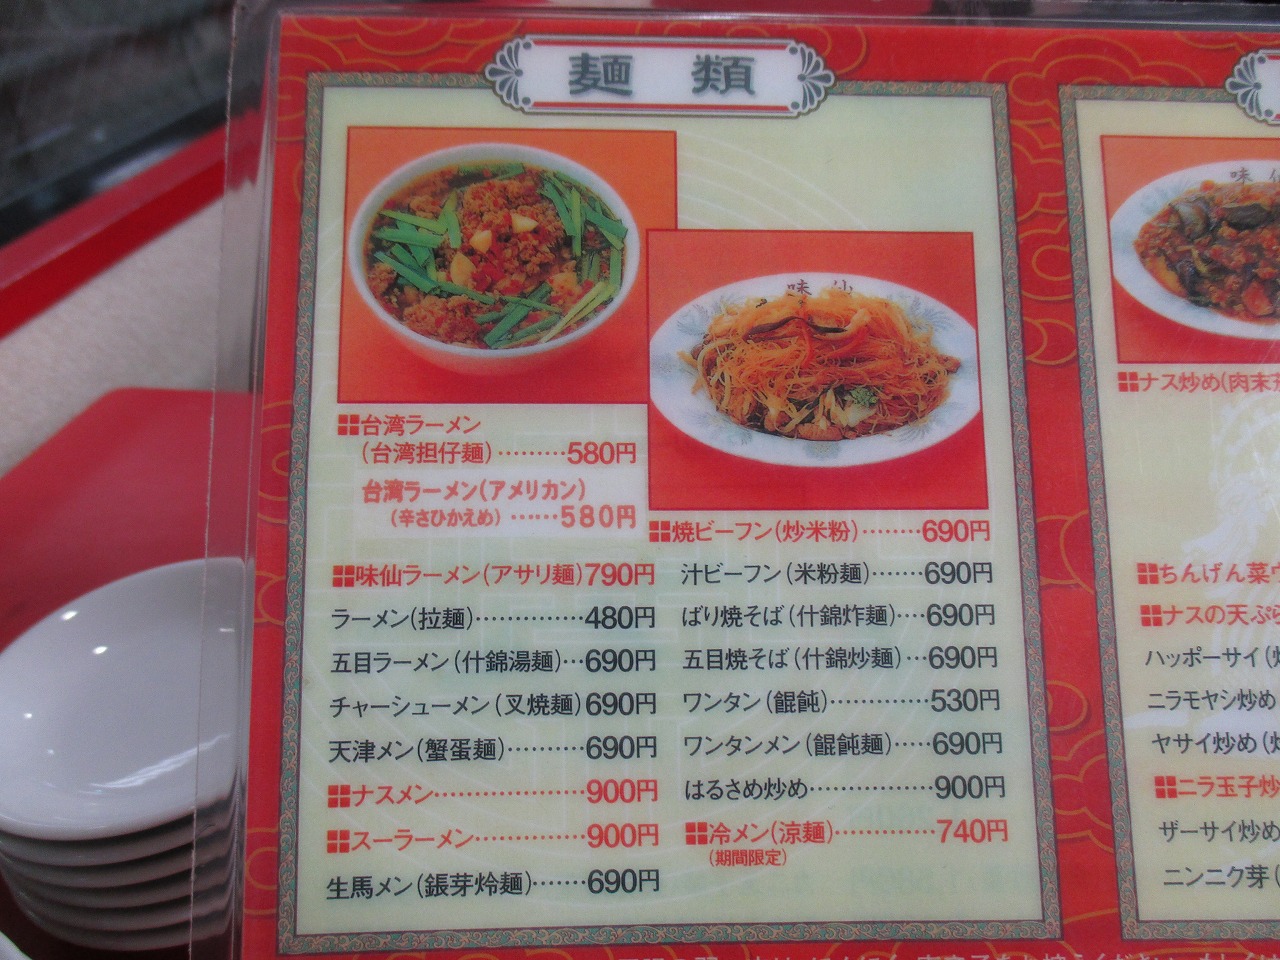 麺 類
味仙
台湾ラーメン
(台湾担仔麺)………580円
台湾ラーメン(アメリカン)
(辛さひかえめ)……580円
味仙ラーメン(アサリ麺)790円
ラーメン(拉麺)……………480円
五目ラーメン(什錦湯麺)…690円
チャーシューメン(叉焼麺)690円
天津メン(蟹蛋麺)…………690円
ナスメン………………900円
スーラーメン……………900円
生馬メン(鋹芽炩麺)……690円
焼ビーフン(炒米粉)………690円
汁ビーフン(米粉麺)……690円
ばり焼そば(什錦炸麺)…690円
五目焼そば(什錦炒麺)…690円
ワンタン(餛飩)…………530円
ワンタンメン(餛飩麺)……690円
はるさめ炒め……………900円
冷メン(涼麺)…………740円
(期間限定)
味
ナス炒め(肉末
ちんげん菜
ナスの天ぷら
ハッポーサイ(
ニラモヤシ炒め
ヤサイ炒め(
ニラ玉子炒
ザーサイ炒め
ニンニク芽(